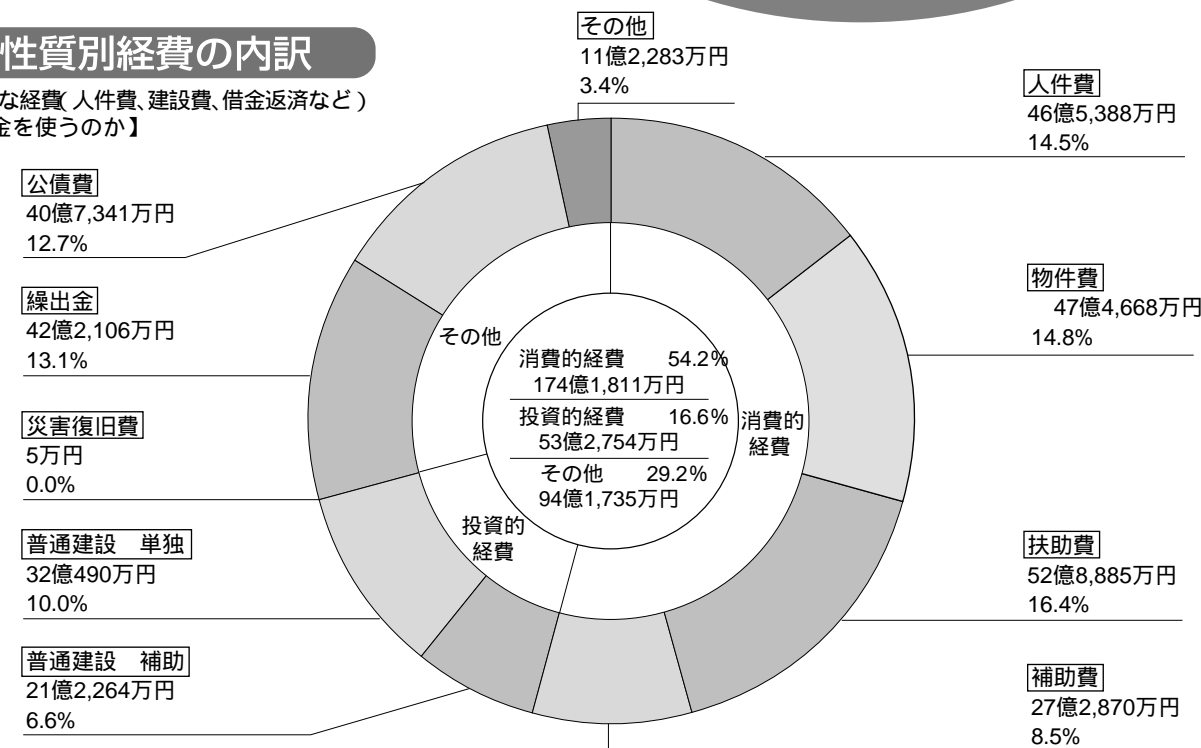 性質別経費の内訳
な経費(人件費、建設費、借金返済など)
金を使うのか】
その他
11億2,283万円
3.4%
人件費
46億5,388万円
14.5%
物件費
47億4,668万円
14.8%
扶助費
52億8,885万円
16.4%
補助費
27億2,870万円
8.5%
公債費
40億7,341万円
12.7%
繰出金
42億2,106万円
13.1%
災害復旧費
5万円
0.0%
普通建設 単独
32億490万円
10.0%
普通建設 補助
21億2,264万円
6.6%
その他
消費的
経費
投資的
経費
消費的経費 54.2%
174億1,811万円
投資的経費 16.6%
53億2,754万円
その他 29.2%
94億1,735万円